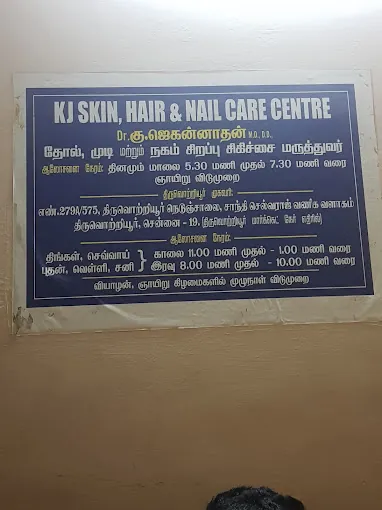 KJ SKIN, HAIR & NAIL CARE CENTRE
Dr.கு.ஜெகன்னாதன் M.D., D.D.,
தோல், முடி மற்றும் நகம் சிறப்பு சிகிச்சை மருத்துவர்
ஆலோசனை நேரம்: தினமும் மாலை 5.30 மணி முதல் 7.30 மணி வரை
ஞாயிறு விடுமுறை
திருவொற்றியூர் முகவரி:
எண்.279A/575, திருவொற்றியூர் நெடுஞ்சாலை, சாந்தி செல்வராஜ் வணிக வளாகம்
திருவொற்றியூர், சென்னை - 19. (திருவொற்றியூர் மார்க்கெட் நேர் எதிரில்)
ஆலோசனை நேரம்:
திங்கள், செவ்வாய் } காலை 11.00 மணி முதல் - 1.00 மணி வரை
புதன், வெள்ளி, சனி } இரவு 8.00 மணி முதல் - 10.00 மணி வரை
வியாழன், ஞாயிறு கிழமைகளில் முழுநாள் விடுமுறை